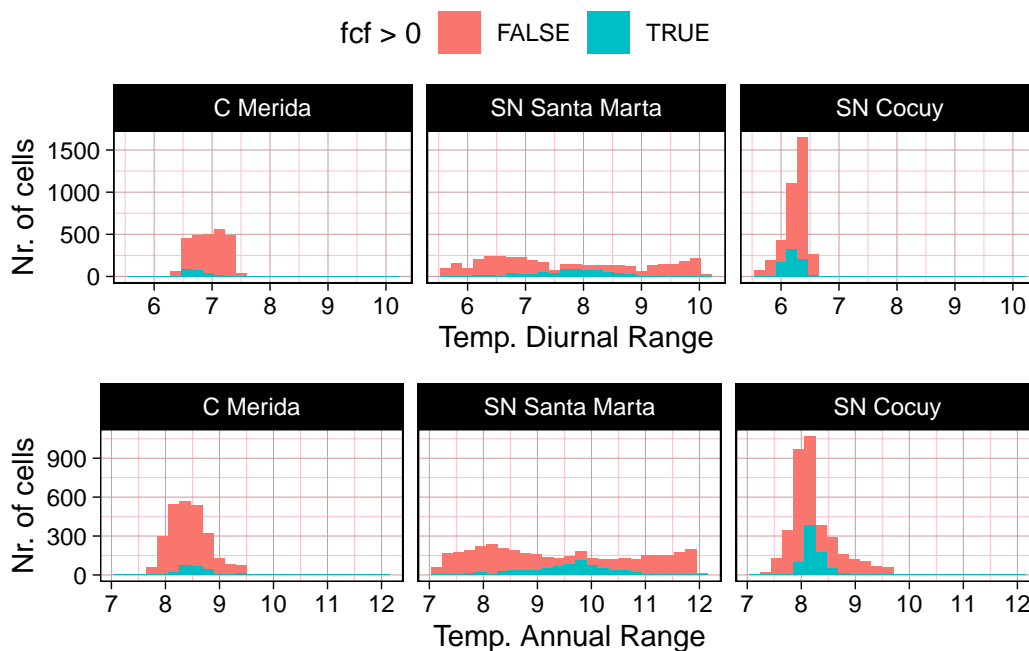 fcf > 0 FALSE TRUE
C Merida SN Santa Marta SN Cocuy
Nr. of cells
1500
1000
500
0
6 7 8 9 10 6 7 8 9 10 6 7 8 9 10
Temp. Diurnal Range
C Merida SN Santa Marta SN Cocuy
Nr. of cells
900
600
300
0
7 8 9 10 11 12 7 8 9 10 11 12 7 8 9 10 11 12
Temp. Annual Range